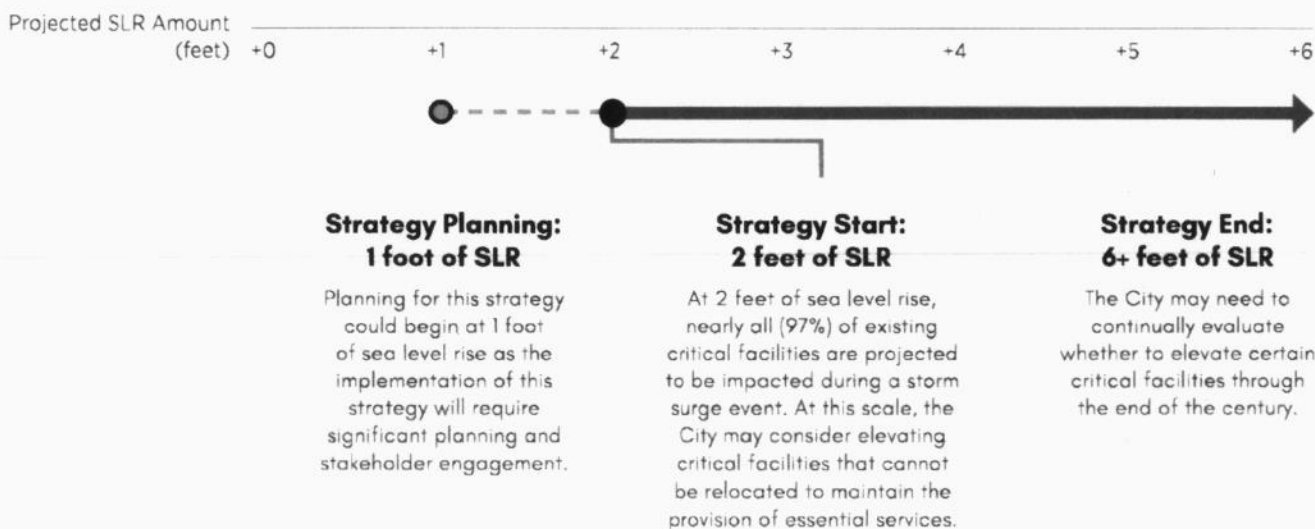 Projected SLR Amount
(feet) +0 +1 +2 +3 +4 +5 +6
Strategy Planning:
1 foot of SLR
Planning for this strategy
could begin at 1 foot
of sea level rise as the
implementation of this
strategy will require
significant planning and
stakeholder engagement.
Strategy Start:
2 feet of SLR
At 2 feet of sea level rise,
nearly all (97%) of existing
critical facilities are projected
to be impacted during a storm
surge event. At this scale, the
City may consider elevating
critical facilities that cannot
be relocated to maintain the
provision of essential services.
Strategy End:
6+ feet of SLR
The City may need to
continually evaluate
whether to elevate certain
critical facilities through
the end of the century.